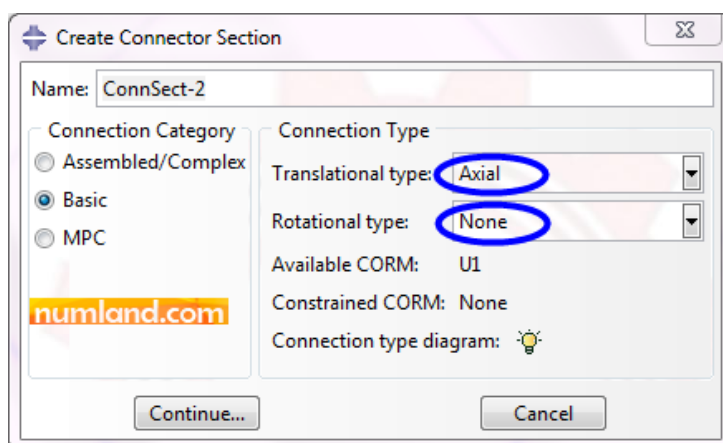 Create Connector Section
Name: ConnSect-2
Connection Category
Assembled/Complex
Basic
MPC
numland.com
Connection Type
Translational type: Axial
Rotational type: None
Available CORM: U1
Constrained CORM: None
Connection type diagram:
Continue...
Cancel